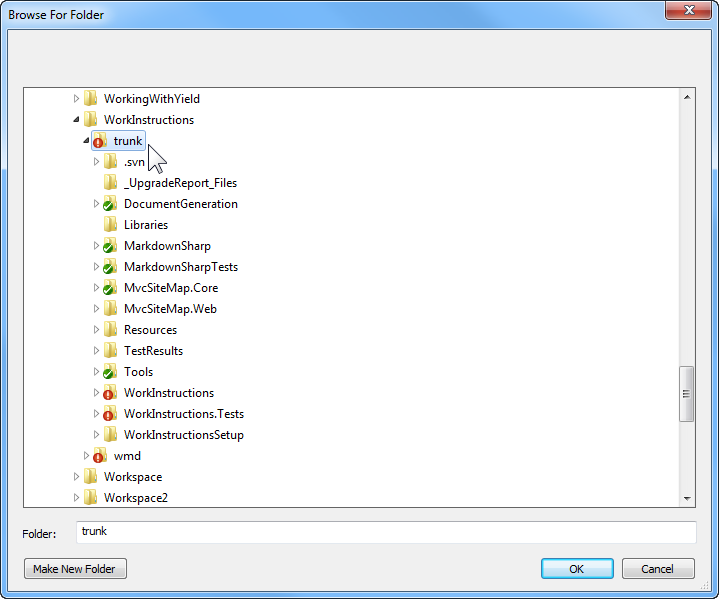 Browse For Folder
WorkingWithYield
WorkInstructions
trunk
.svn
_UpgradeReport_Files
DocumentGeneration
Libraries
MarkdownSharp
MarkdownSharpTests
MvcSiteMap.Core
MvcSiteMap.Web
Resources
TestResults
Tools
WorkInstructions
WorkInstructions.Tests
WorkInstructionsSetup
wmd
Workspace
Workspace2
Folder: trunk
Make New Folder OK Cancel